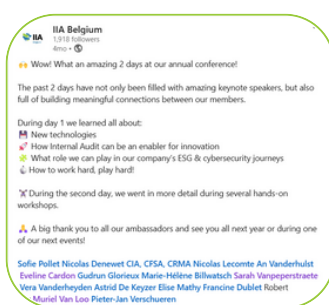 IIA
IIA Belgium
1,918 followers
4mo •
🙌 Wow! What an amazing 2 days at our annual conference!
The past 2 days have not only been filled with amazing keynote speakers, but also
full of building meaningful connections between our members.
During day 1 we learned all about:
💾 New technologies
🚀 How Internal Audit can be an enabler for innovation
What role we can play in our company's ESG & cybersecurity journeys
How to work hard, play hard!
During the second day, we went in more detail during several hands-on
workshops.
🙏 A big thank you to all our ambassadors and see you all next year or during one
of our next events!
Sofie Pollet Nicolas Denewet CIA, CFSA, CRMA Nicolas Lecomte An Vanderhulst
Eveline Cardon Gudrun Glorieux Marie-Hélène Billwatsch Sarah Vanpeperstraete
Vera Vanderheyden Astrid De Keyzer Elise Mathy Francine Dublet Robert
Muriel Van Loo Pieter-Jan Verschueren